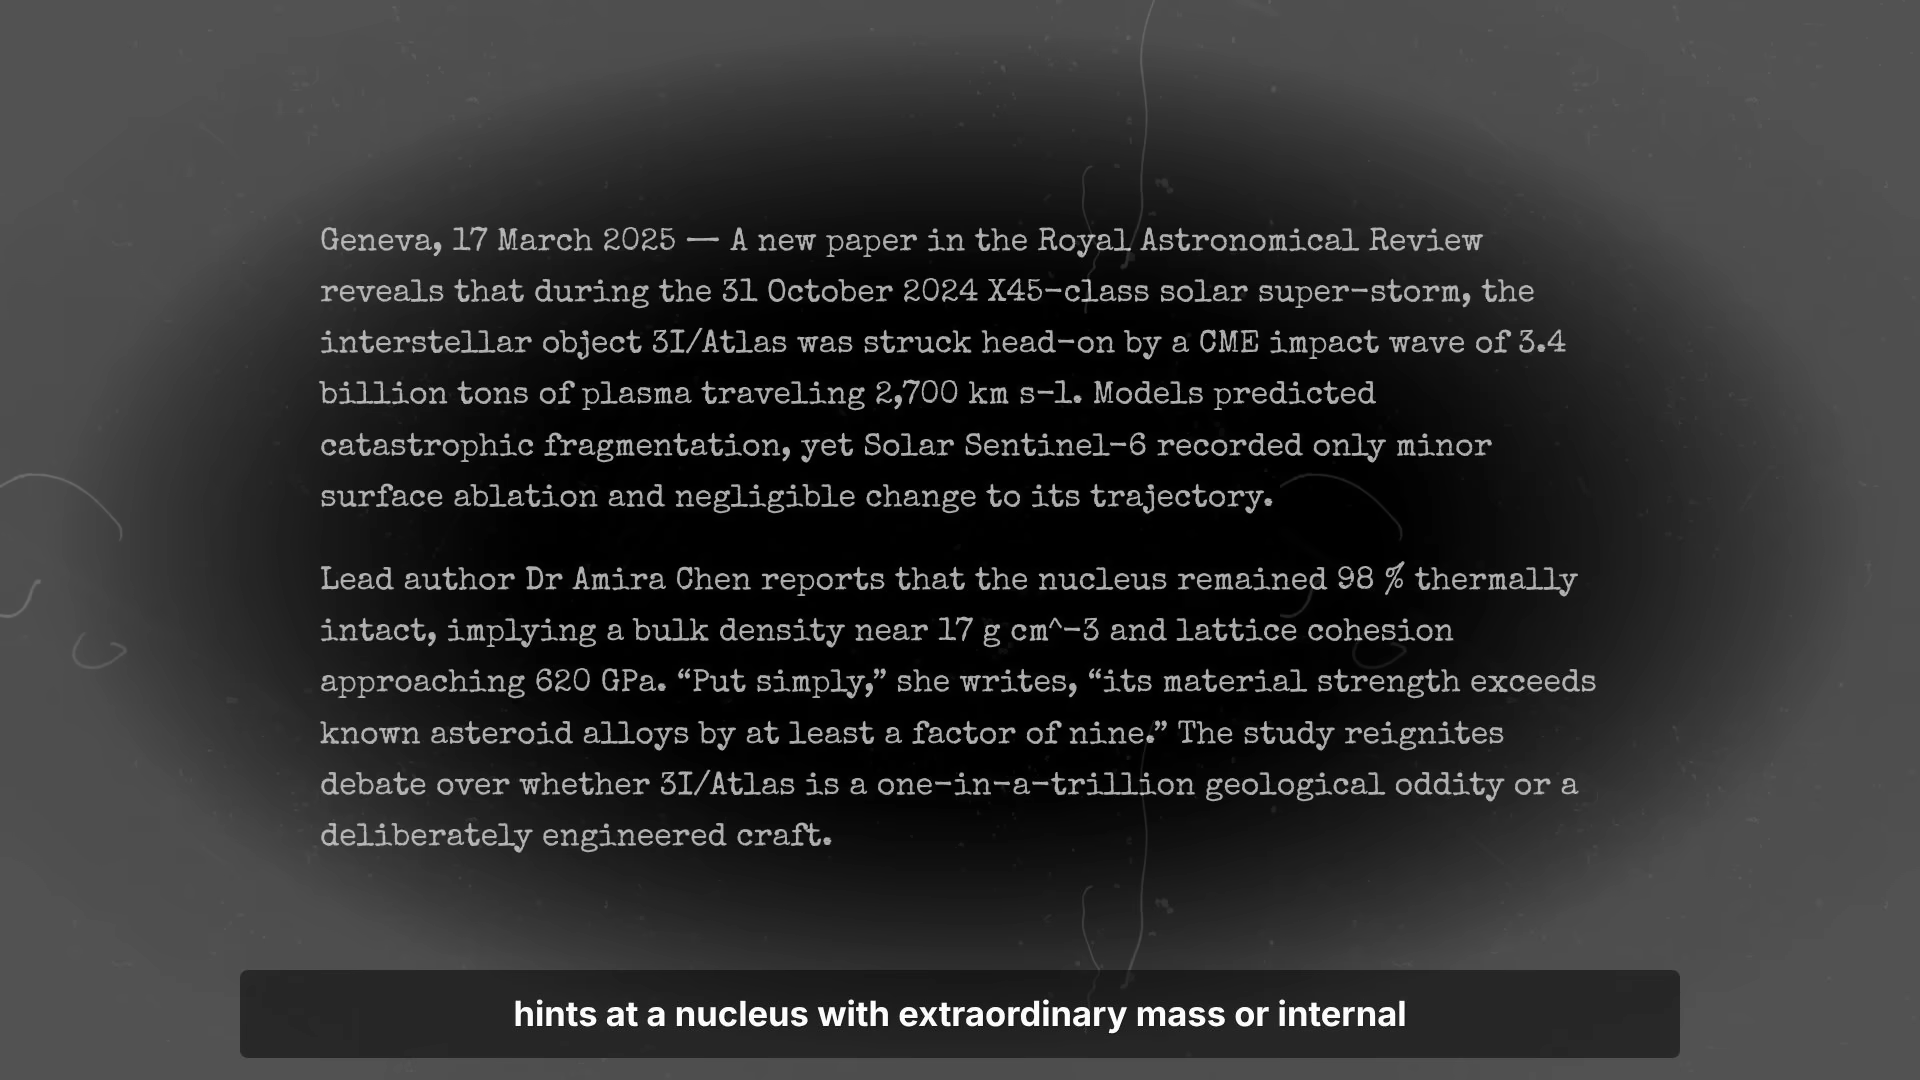 Geneva, 17 March 2025 — A new paper in the Royal Astronomical Review
reveals that during the 31 October 2024 X45-class solar super-storm, the
interstellar object 3I/Atlas was struck head-on by a CME impact wave of 3.4
billion tons of plasma traveling 2,700 km s-1. Models predicted
catastrophic fragmentation, yet Solar Sentinel-6 recorded only minor
surface ablation and negligible change to its trajectory.
Lead author Dr Amira Chen reports that the nucleus remained 98 % thermally
intact, implying a bulk density near 17 g cm^-3 and lattice cohesion
approaching 620 GPa. “Put simply,” she writes, “its material strength exceeds
known asteroid alloys by at least a factor of nine.” The study reignites
debate over whether 3I/Atlas is a one-in-a-trillion geological oddity or a
deliberately engineered craft.
hints at a nucleus with extraordinary mass or internal